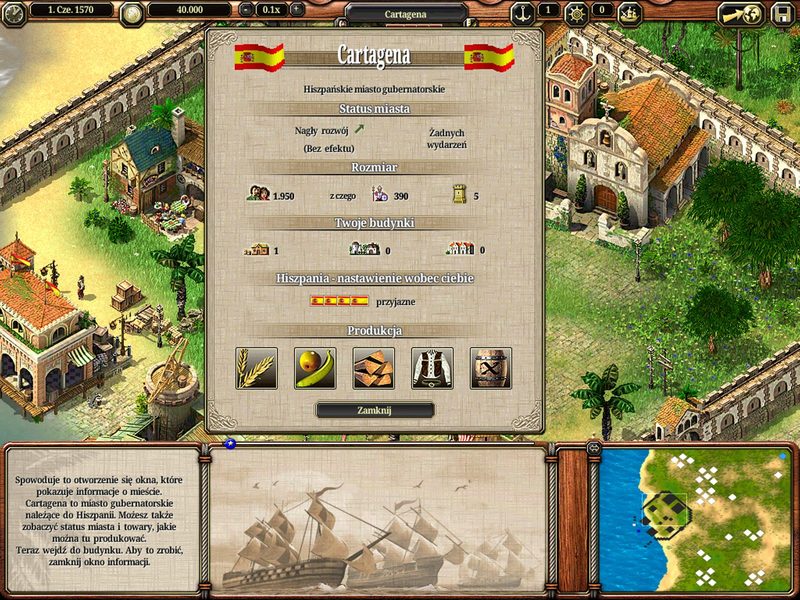 1. Cze. 1570
40.000
0.1x
Cartagena
1
0
Cartagena
Hiszpańskie miasto gubernatorskie
Status miasta
Nagły rozwój
(Bez efektu)
Żadnych
wydarzeń
Rozmiar
1.950
z czego
390
5
Twoje budynki
1
0
0
Hiszpania - nastawienie wobec ciebie
przyjazne
Produkcja
Zamknij
Spowoduje to otworzenie się okna, które
pokazuje informacje o mieście.
Cartagena to miasto gubernatorskie
należące do Hiszpanii. Możesz także
zobaczyć status miasta i towary, jakie
można tu produkować.
Teraz wejdź do budynku. Aby to zrobić,
zamknij okno informacji.